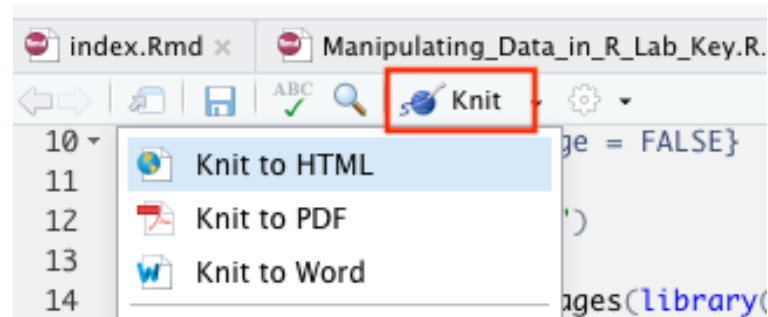 index.Rmd × Manipulating_Data_in_R_Lab_Key.R.
ABC Knit
10 ge = FALSE}
11 Knit to HTML
12 Knit to PDF ')
13 Knit to Word
14 ages(library(